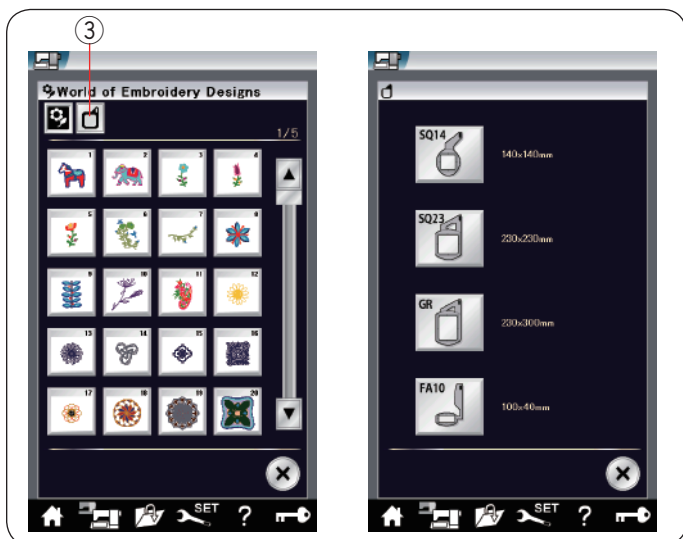 ③
World of Embroidery Designs
1/5
1 2 3 4
5 6 7 8
9 10 11 12
13 14 15 16
17 18 19 20
SET ?
SQ14 140x140mm
SQ23 230x230mm
GR 230x300mm
FA10 100x40mm
SET ?